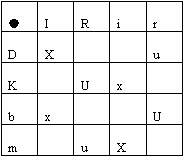 ● I R i r
D X u
K U x
b x U
m u X